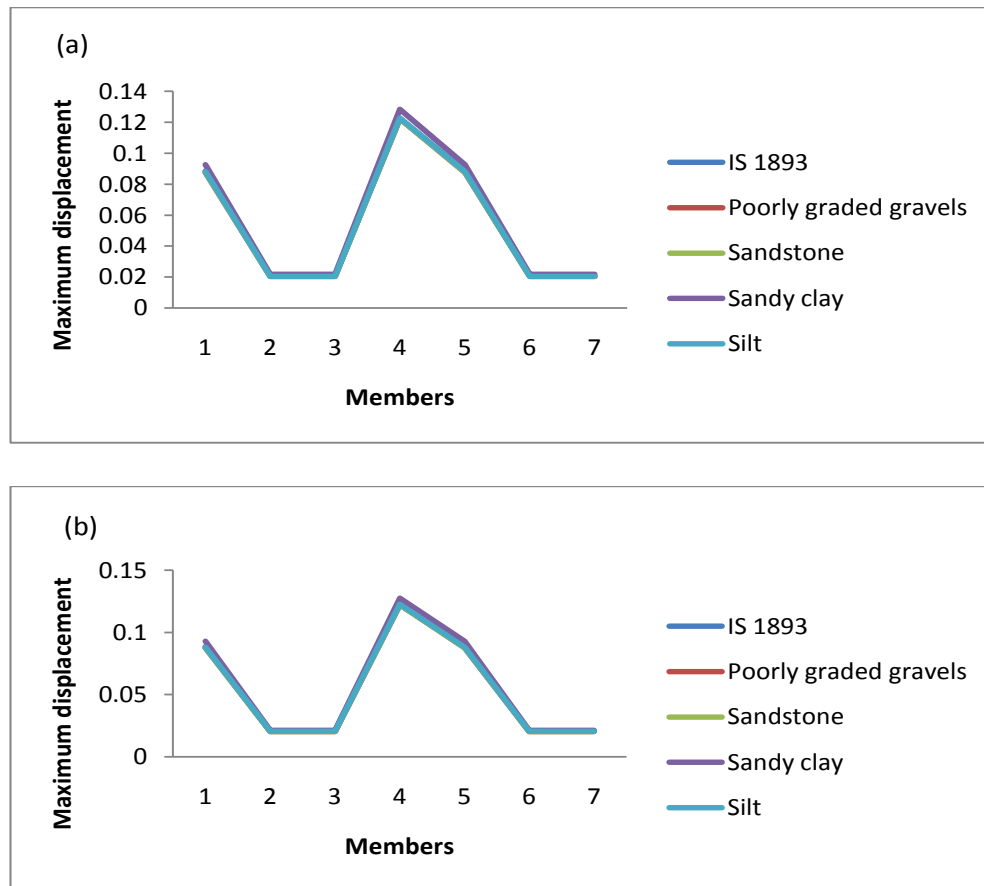 (a)
Maximum displacement
0.14
0.12
0.1
0.08
0.06
0.04
0.02
0
1 2 3 4 5 6 7
Members
IS 1893
Poorly graded gravels
Sandstone
Sandy clay
Silt
(b)
Maximum displacement
0.15
0.1
0.05
0
1 2 3 4 5 6 7
Members
IS 1893
Poorly graded gravels
Sandstone
Sandy clay
Silt